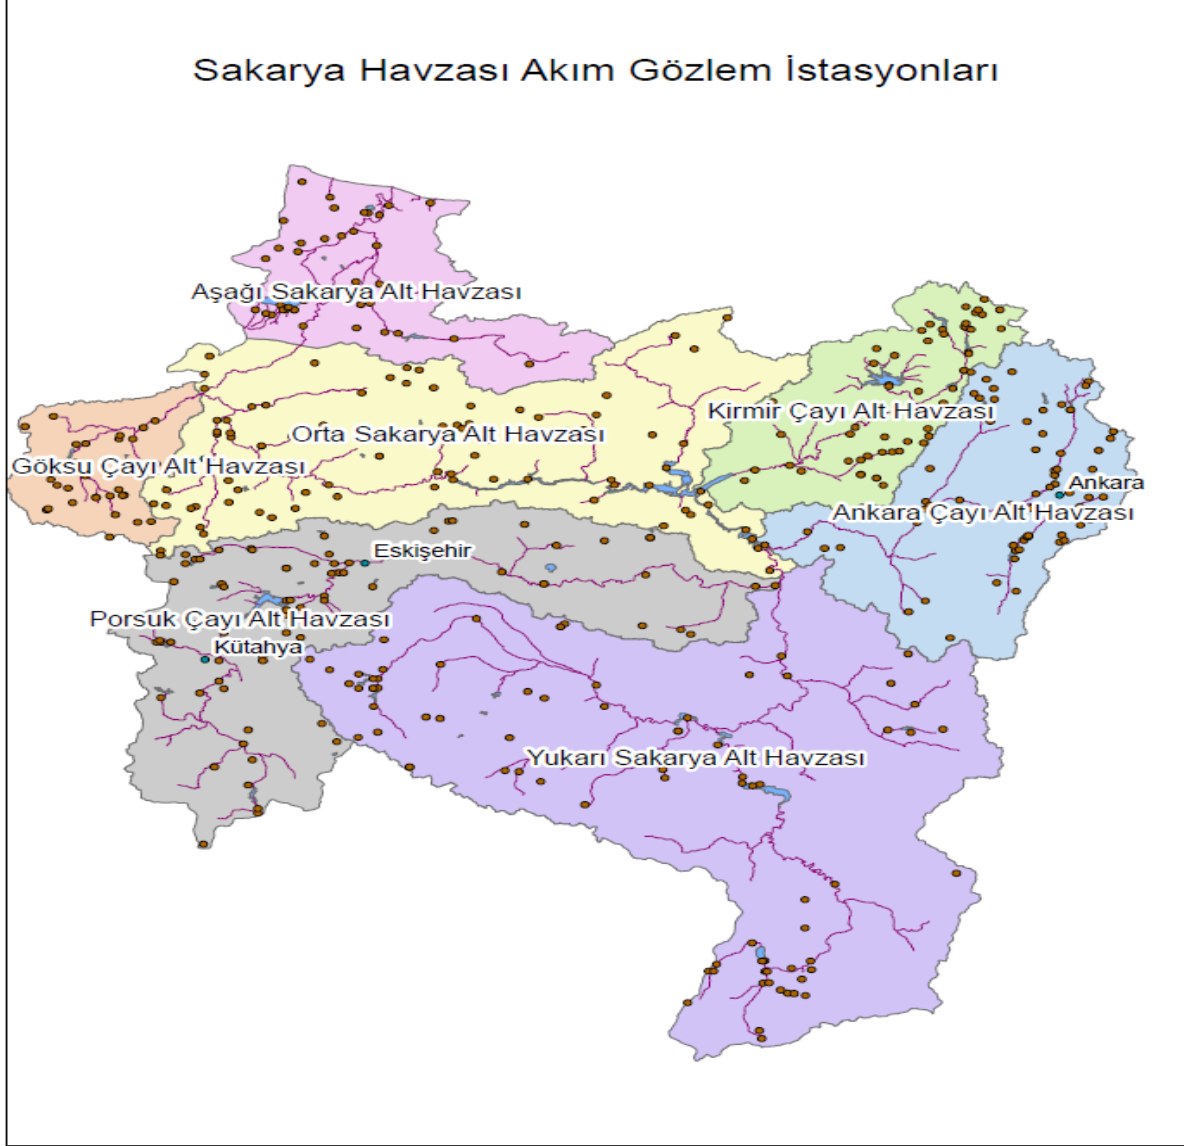 Sakarya Havzası Akım Gözlem İstasyonları
Aşağı Sakarya Alt Havzası
Kirmir Çayı Alt Havzası
Orta Sakarya Alt Havzası
Göksu Çayı Alt Havzası
Ankara
Ankara Çayı Alt Havzası
Eskişehir
Porsuk Çayı Alt Havzası
Kütahya
Yukarı Sakarya Alt Havzası